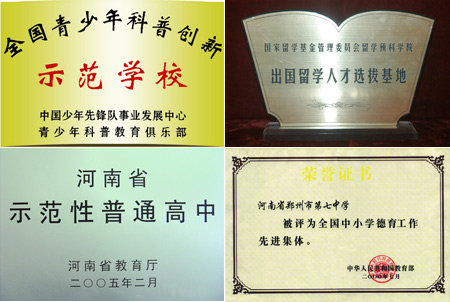 全国青少年科普创新
示范学校
中国少年先锋队事业发展中心
青少年科普教育俱乐部
国家留学基金管理委员会留学预科学院
出国留学人才选拔基地
河南省
示范性普通高中
河南省教育厅
二〇〇五年二月
荣誉证书
河南省郑州市第七中学
被评为全国中小学德育工作
先进集体。
中华人民共和国教育部